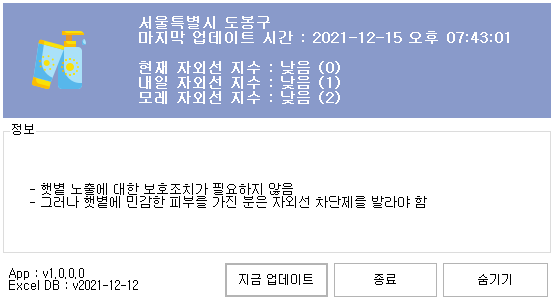 서울특별시 도봉구
마지막 업데이트 시간 : 2021-12-15 오후 07:43:01
현재 자외선 지수 : 낮음 (0)
내일 자외선 지수 : 낮음 (1)
모레 자외선 지수 : 낮음 (2)
정보
- 햇볕 노출에 대한 보호조치가 필요하지 않음
- 그러나 햇볕에 민감한 피부를 가진 분은 자외선 차단제를 발라야 함
App : v1,0,0,0
Excel DB : v2021-12-12
지금 업데이트
종료
숨기기